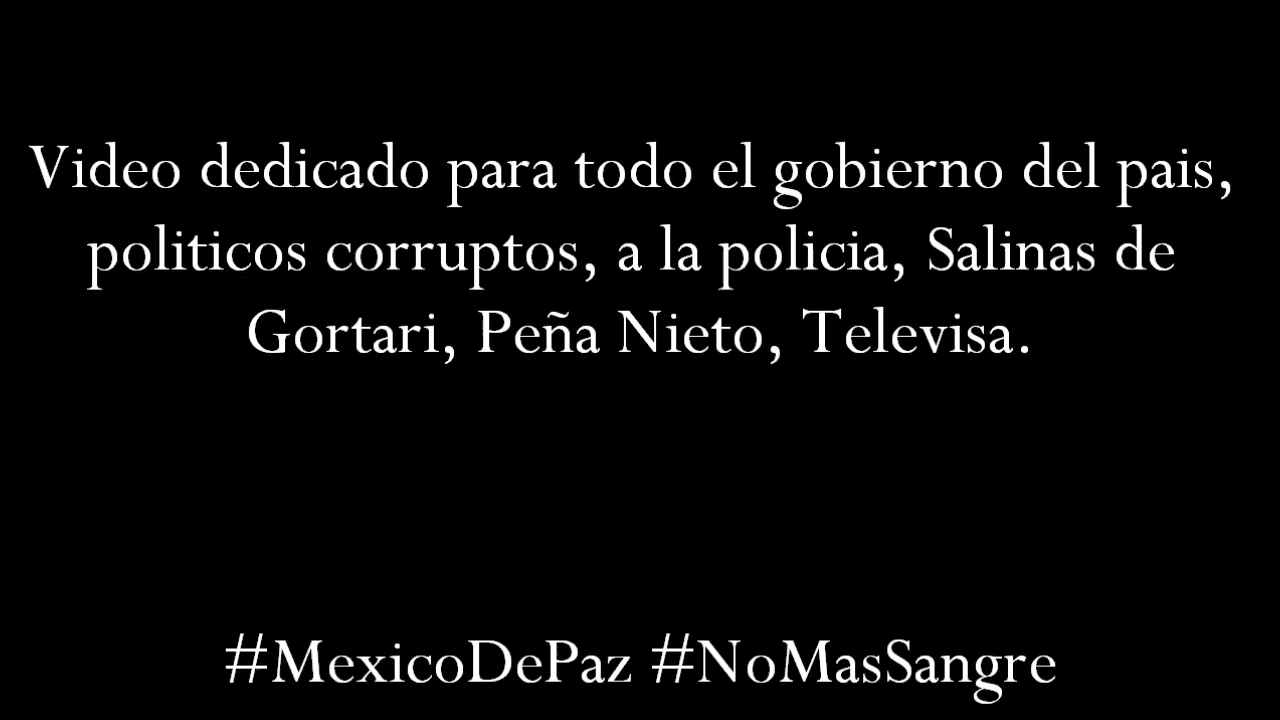 Video dedicado para todo el gobierno del pais,
politicos corruptos, a la policia, Salinas de
Gortari, Peña Nieto, Televisa.
#MexicoDePaz #NoMasSangre